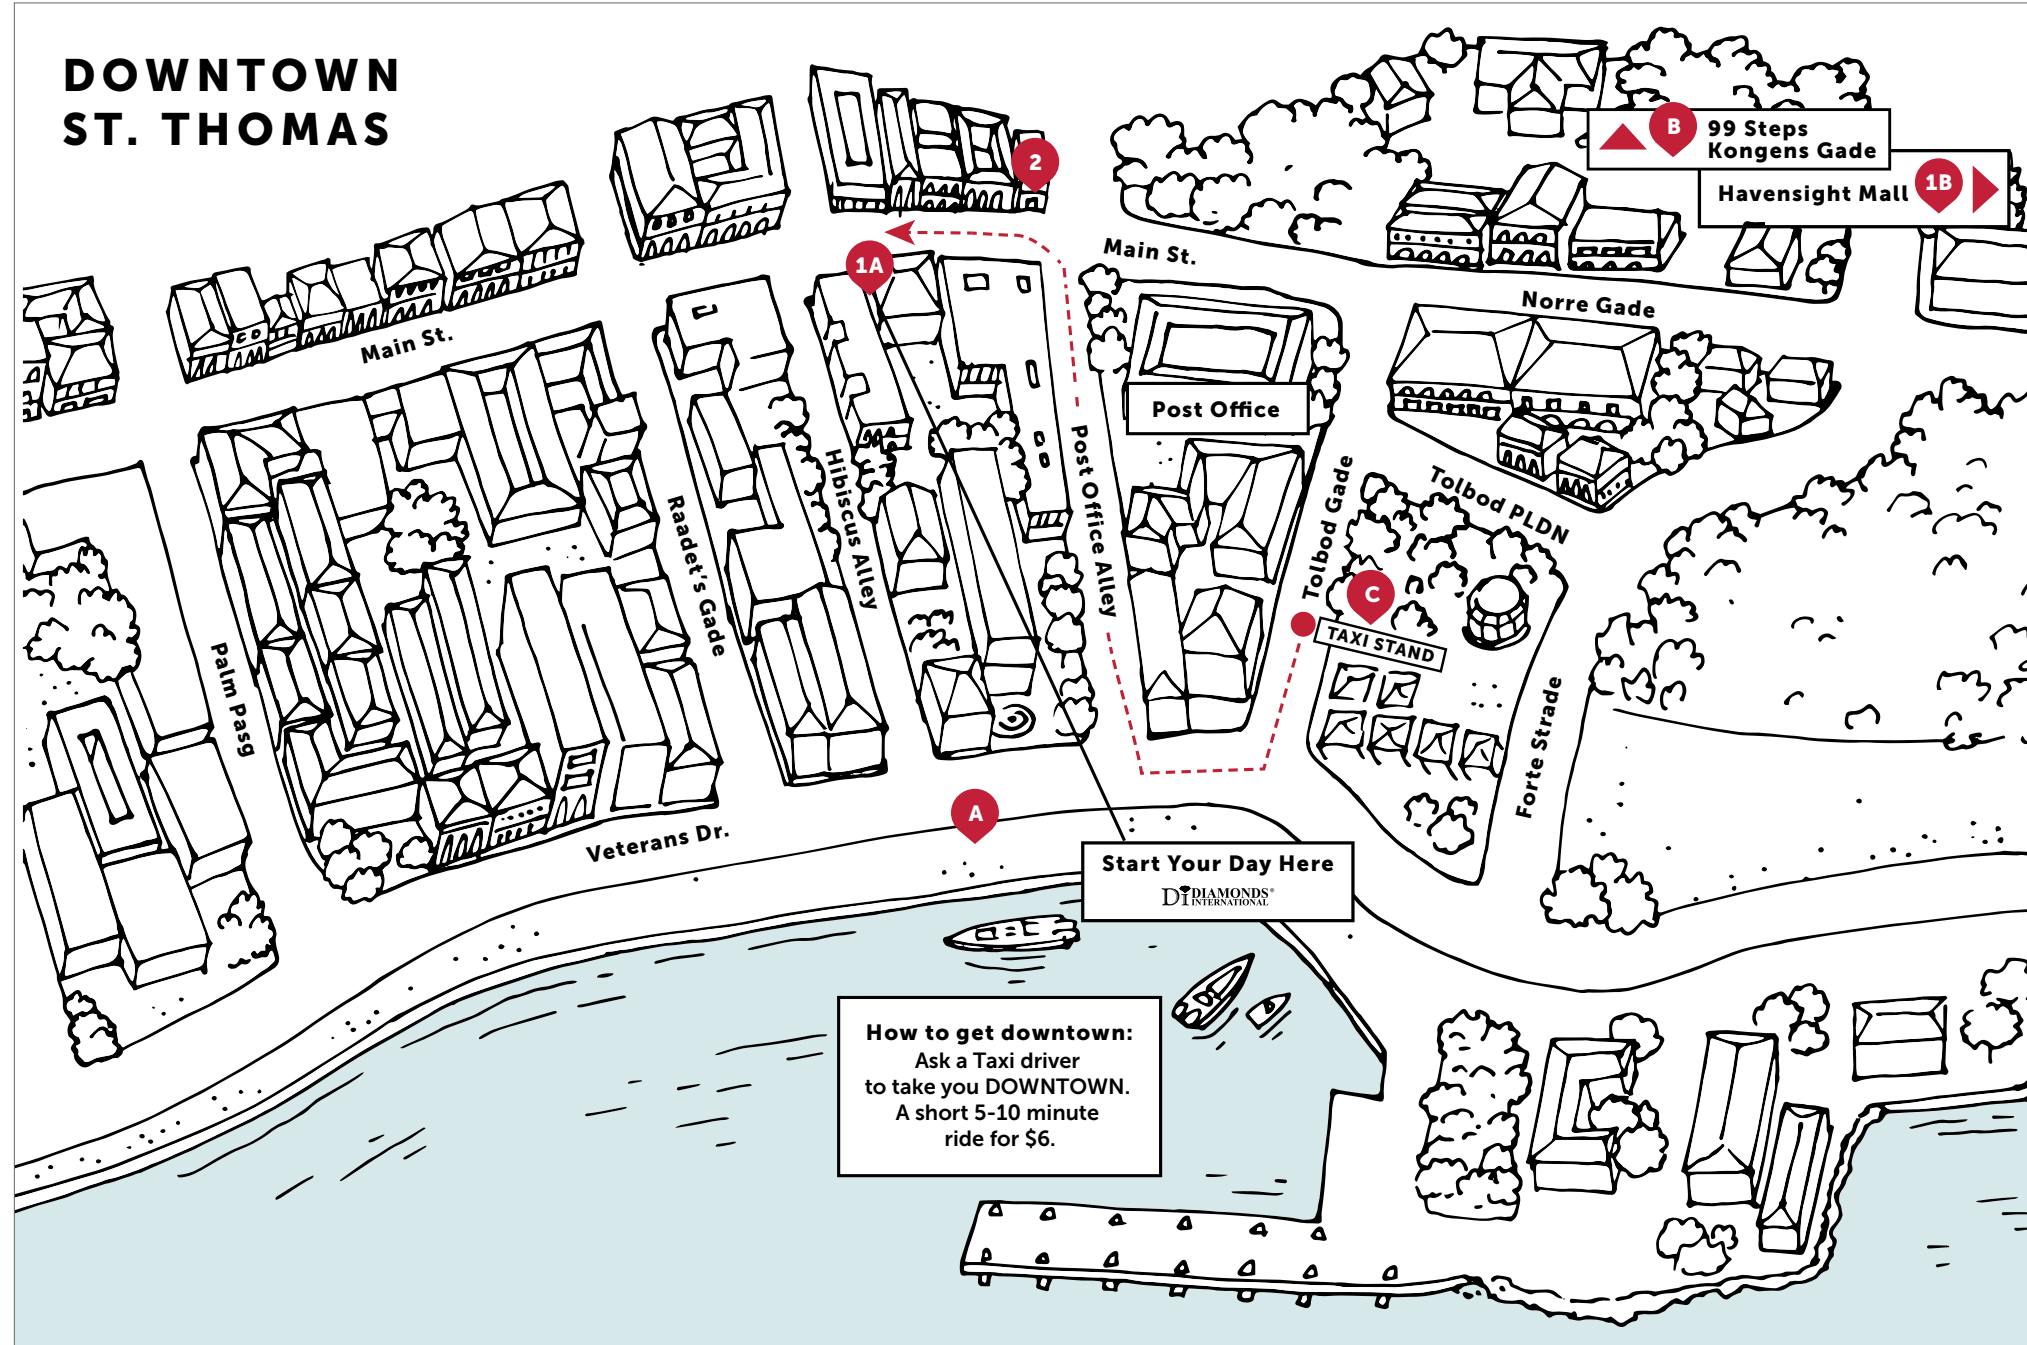 DOWNTOWN
ST. THOMAS
2
B
99 Steps
Kongens Gade
Havensight Mall
1B
1A
Main St.
Norre Gade
Main St.
Post Office
Post Office Alley
Hibiscus Alley
Raadet's Gade
Tolbod Gade
Tolbod PLDN
C
TAXI STAND
Palm Pasg
Forte Strade
A
Veterans Dr.
Start Your Day Here
DI DIAMONDS®
INTERNATIONAL
How to get downtown:
Ask a Taxi driver
to take you DOWNTOWN.
A short 5-10 minute
ride for $6.